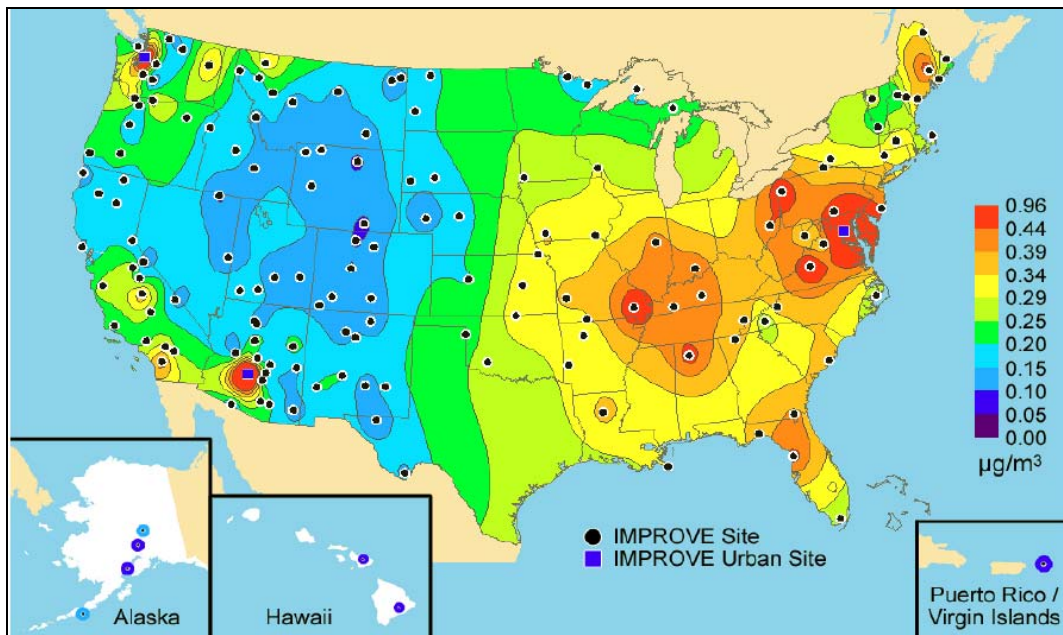 0.96
0.44
0.39
0.34
0.29
0.25
0.20
0.15
0.10
0.05
0.00
µg/m³
IMPROVE Site
IMPROVE Urban Site
Alaska
Hawaii
Puerto Rico /
Virgin Islands